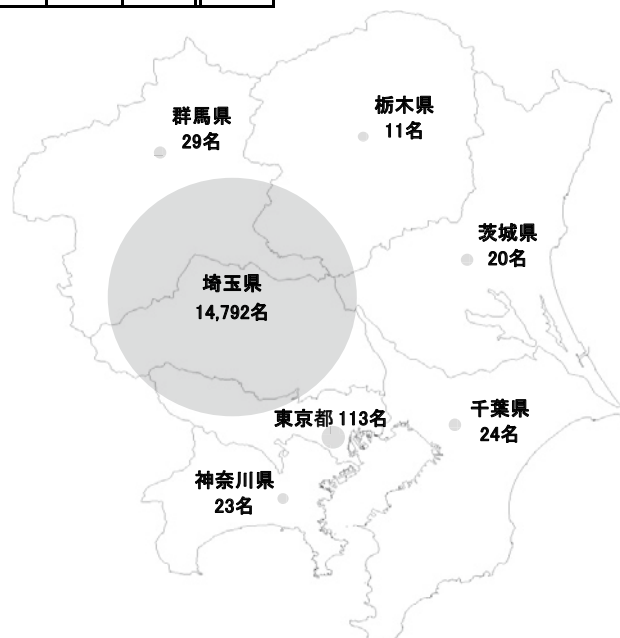 群馬県
29名
栃木県
11名
茨城県
20名
埼玉県
14,792名
東京都 113名
千葉県
24名
神奈川県
23名